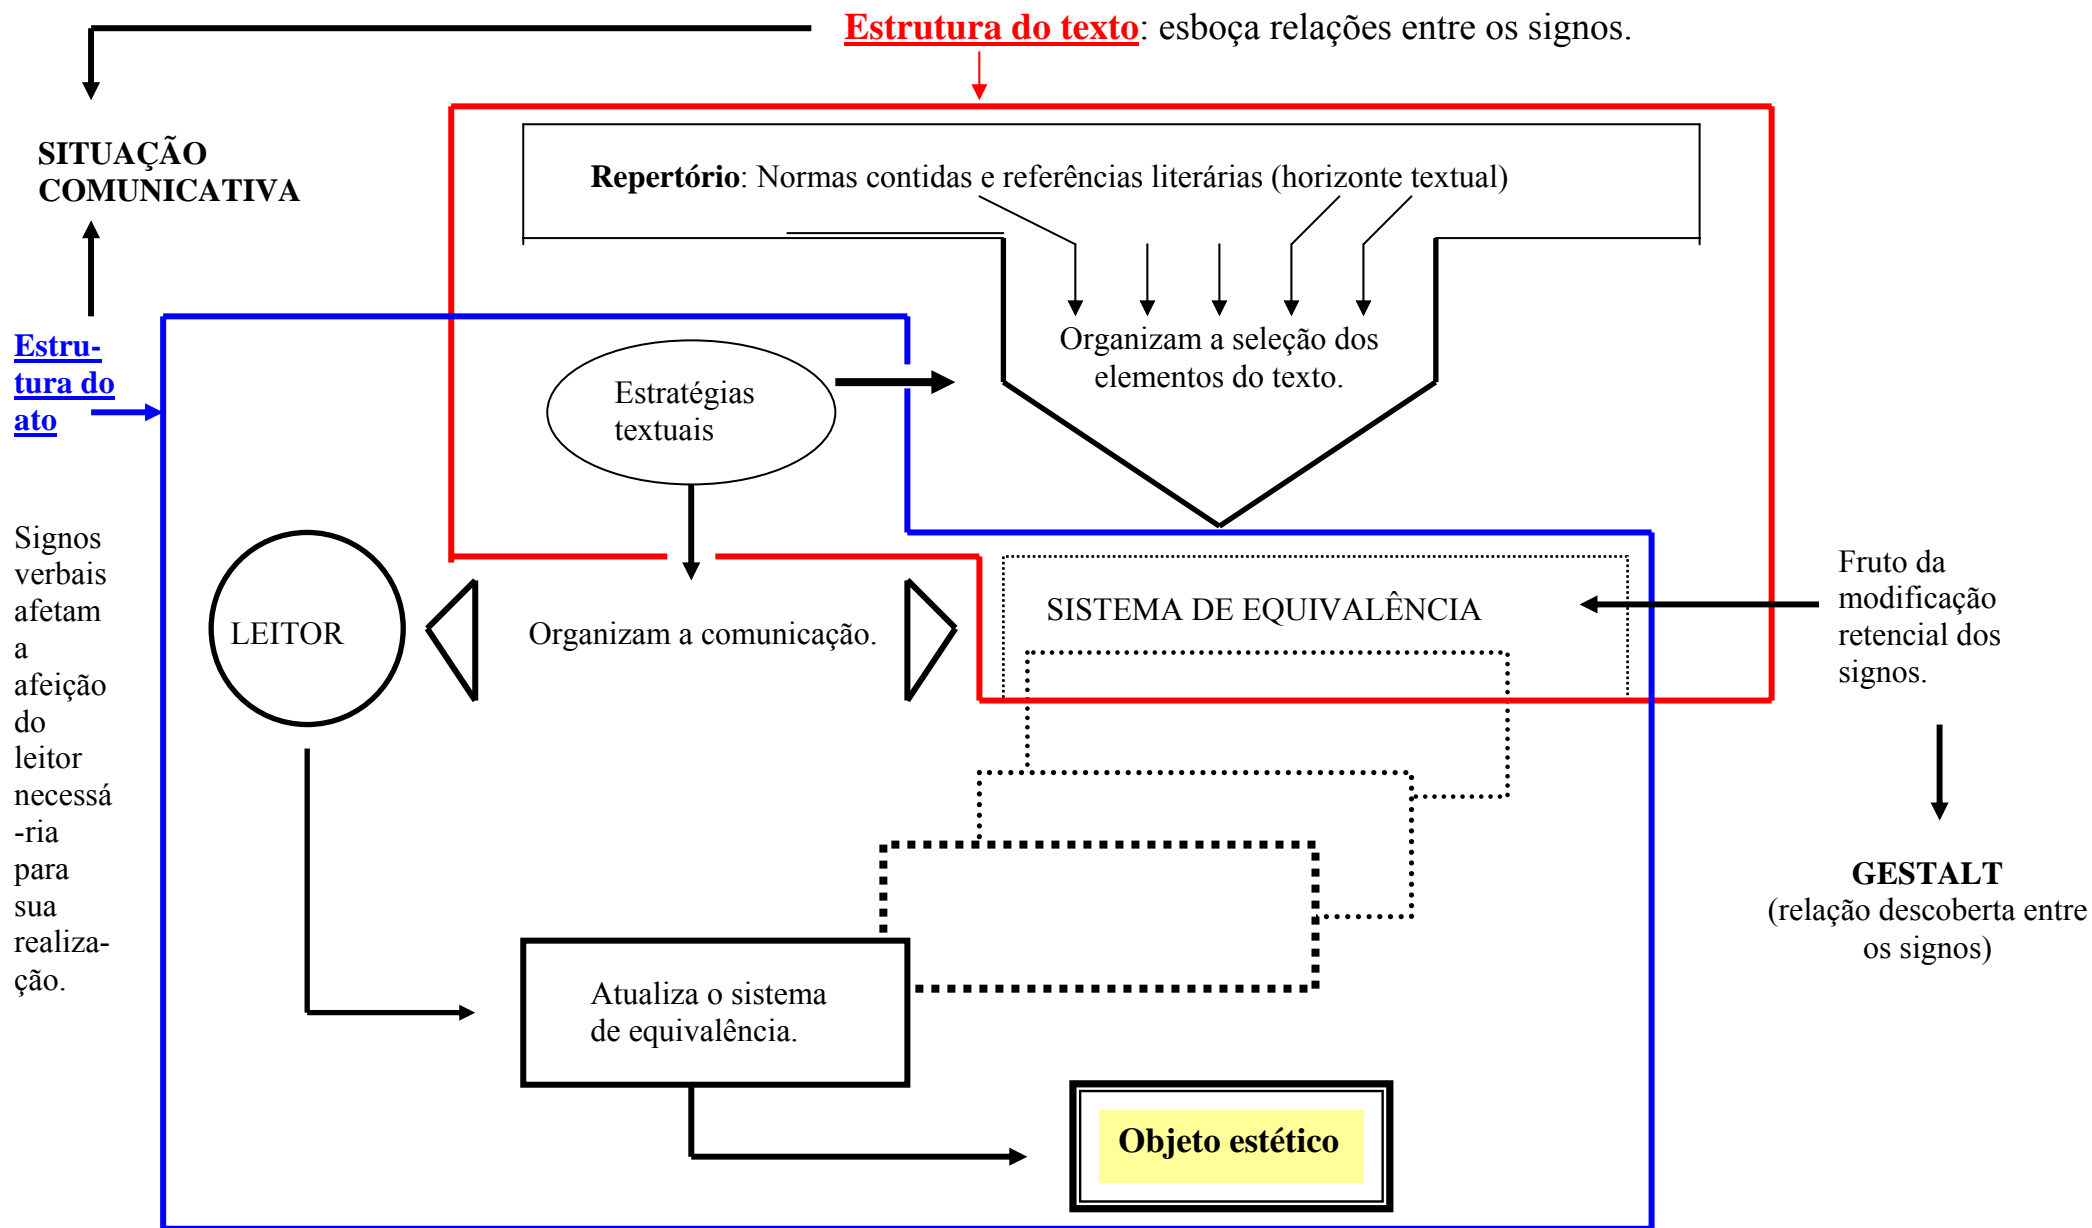 Estrutura do texto: esboça relações entre os signos.
SITUAÇÃO
COMUNICATIVA
Repertório: Normas contidas e referências literárias (horizonte textual)
Organizam a seleção dos
elementos do texto.
Estru-
tura do
ato
Estratégias
textuais
Signos
verbais
afetam
a
afeição
do
leitor
necessá
-ria
para
sua
realiza-
ção.
LEITOR
Organizam a comunicação.
SISTEMA DE EQUIVALÊNCIA
Fruto da
modificação
retencial dos
signos.
GESTALT
(relação descoberta entre
os signos)
Atualiza o sistema
de equivalência.
Objeto estético